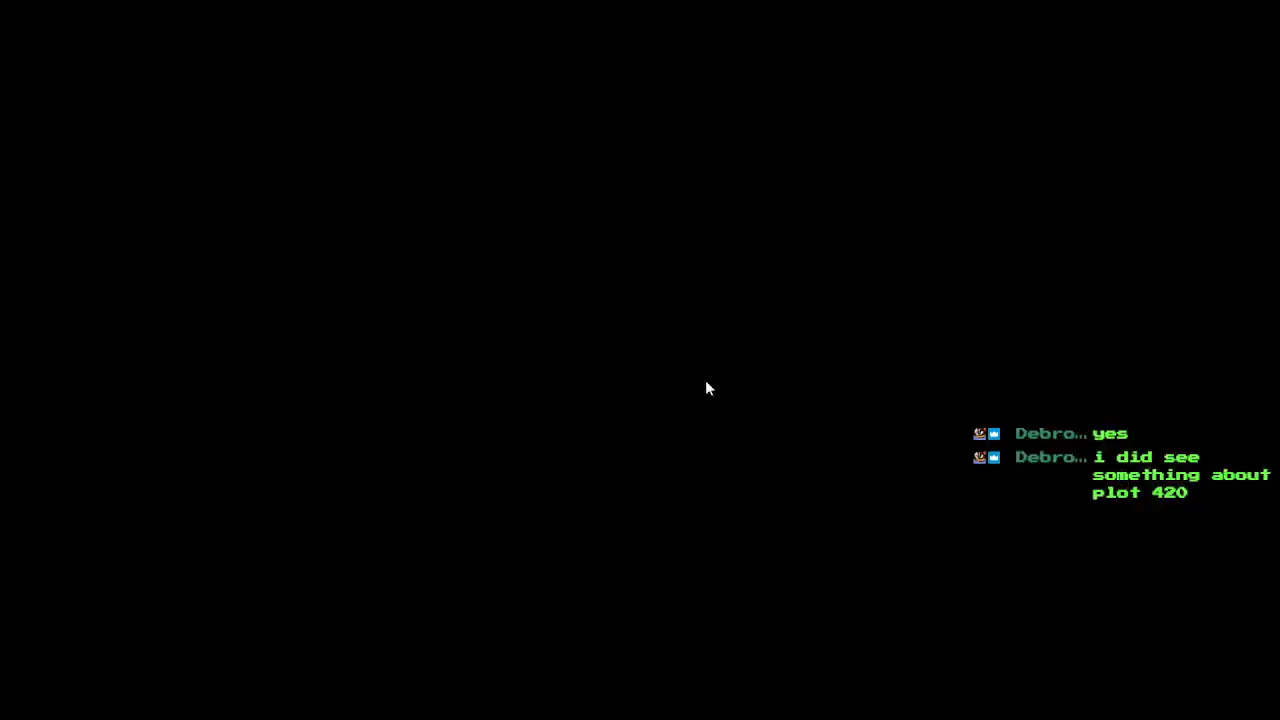 Debro... yes
Debro... i did see
something about
plot 420